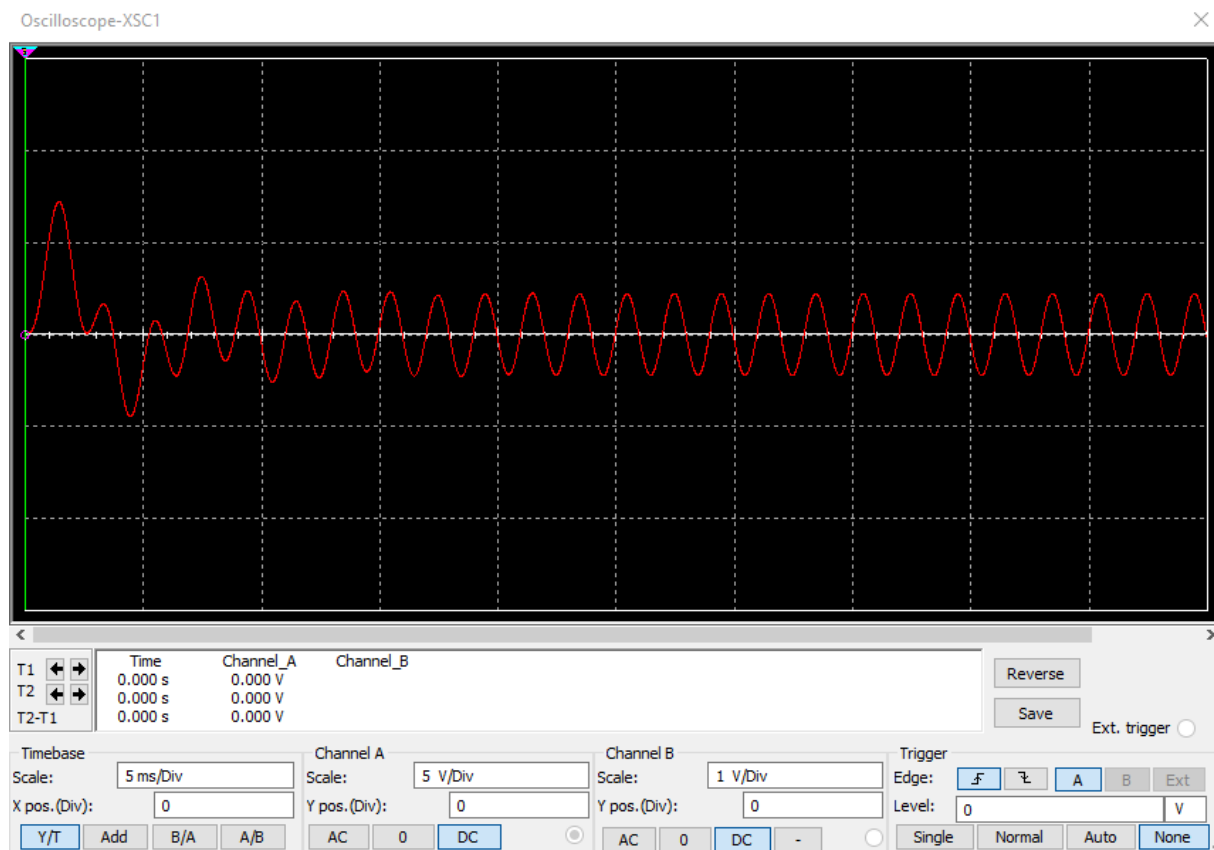 Oscilloscope-XSC1
T1
T2
T2-T1
Time Channel_A Channel_B
0.000 s 0.000 V
0.000 s 0.000 V
0.000 s 0.000 V
Reverse
Save
Ext. trigger
Timebase
Scale: 5 ms/Div
X pos.(Div): 0
Y/T Add B/A A/B
Channel A
Scale: 5 V/Div
Y pos.(Div): 0
AC 0 DC
Channel B
Scale: 1 V/Div
Y pos.(Div): 0
AC 0 DC -
Trigger
Edge: A B Ext
Level: 0 V
Single Normal Auto None